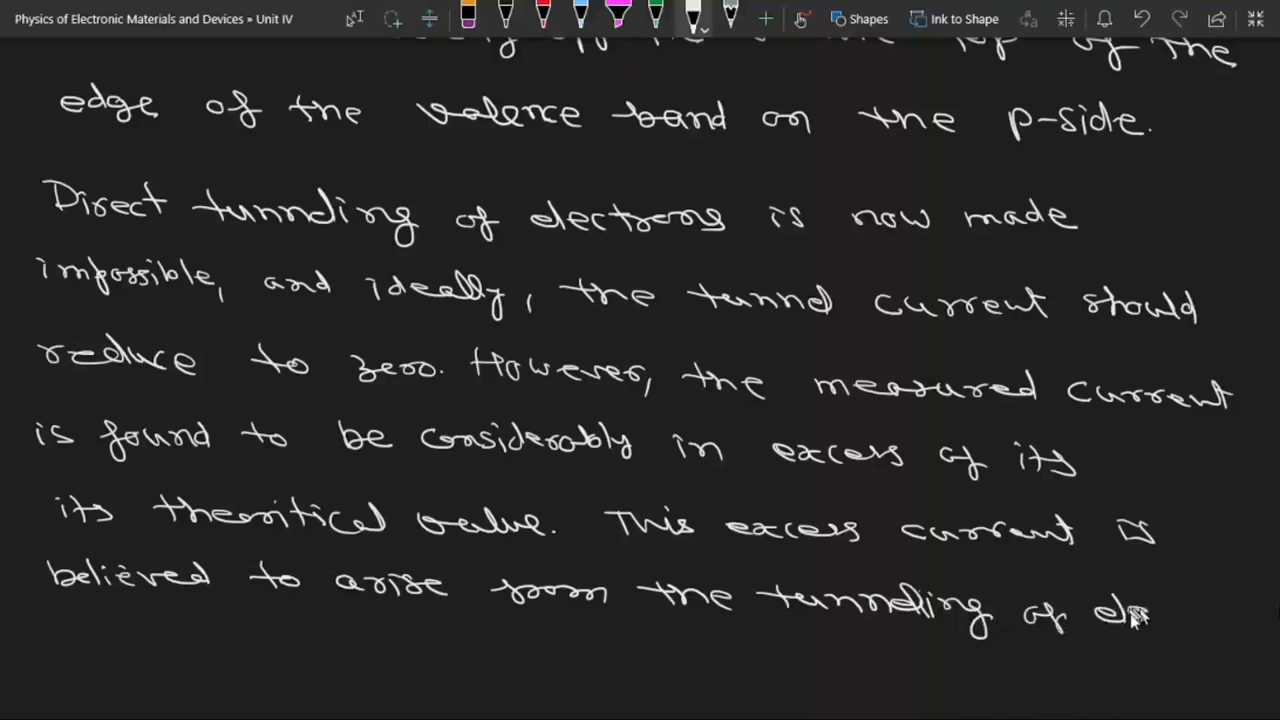 Physics of Electronic Materials and Devices » Unit IV
Shapes
Ink to Shape
of the
edge of the valence band on the p-side.
Direct tunneling of electrons is now made
impossible, and ideally, the tunnel current should
reduce to zero. However, the measured current
is found to be considerably in excess of its
its theoritical value. This excess current is
believed to arise from the tunneling of ele